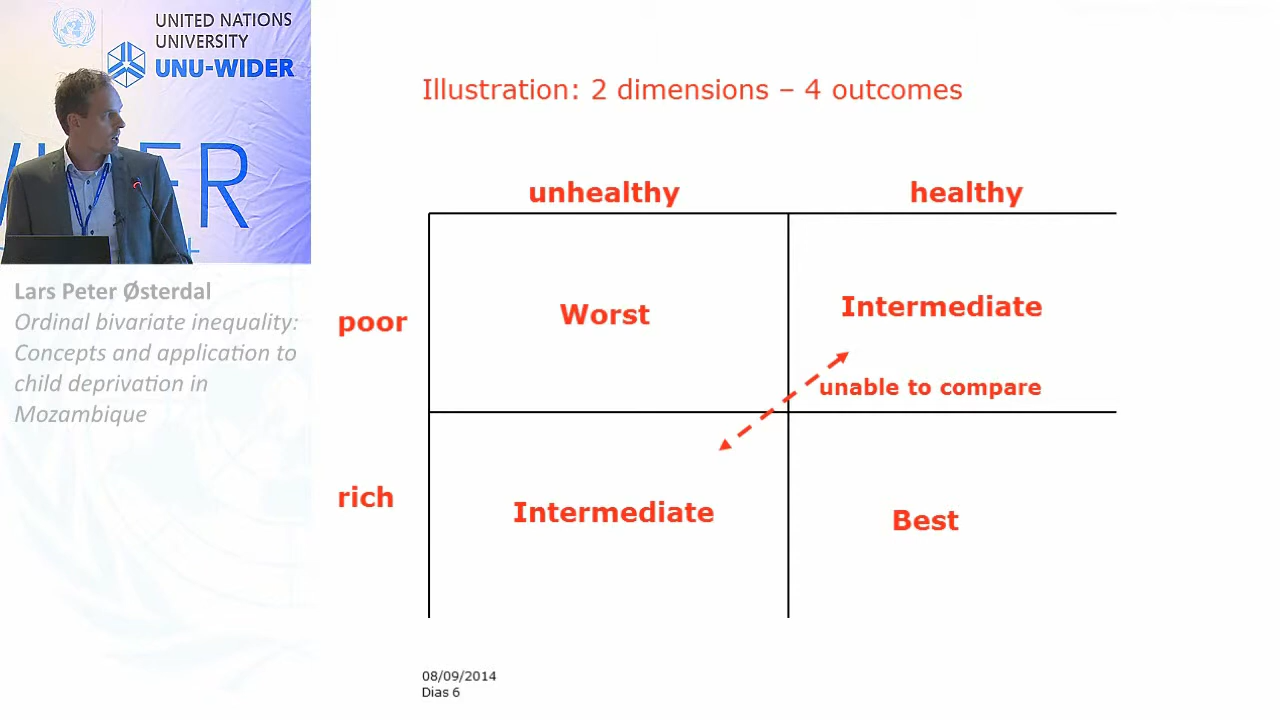 UNITED NATIONS
UNIVERSITY
UNU-WIDER
Lars Peter Østerdal
Ordinal bivariate inequality:
Concepts and application to
child deprivation in
Mozambique
Illustration: 2 dimensions – 4 outcomes
unhealthy
healthy
poor
Worst
Intermediate
unable to compare
rich
Intermediate
Best
08/09/2014
Dias 6